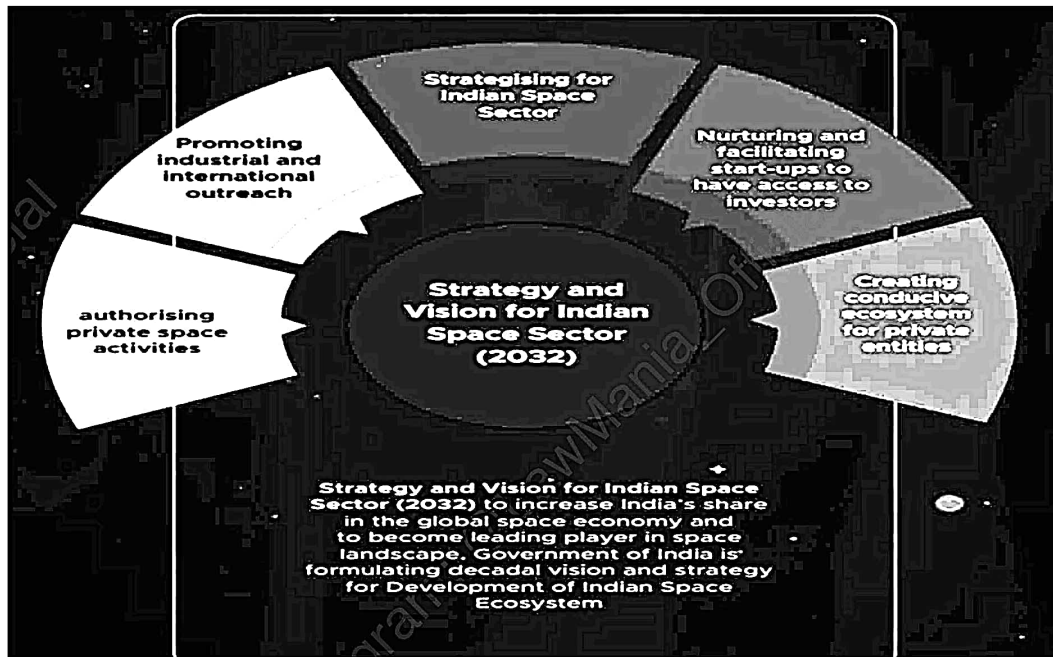 Strategising for
Indian Space
Sector
Promoting
industrial and
international
outreach
Nurturing and
facilitating
start-ups to
have access to
investors
authorising
private space
activities
Creating
conducive
ecosystem
for private
entities
Strategy and
Vision for Indian
Space Sector
(2032)
Strategy and Vision for Indian Space
Sector (2032) to increase India's share
in the global space economy and
to become leading player in space
landscape. Government of India is
formulating decadal vision and strategy
for Development of Indian Space
Ecosystem